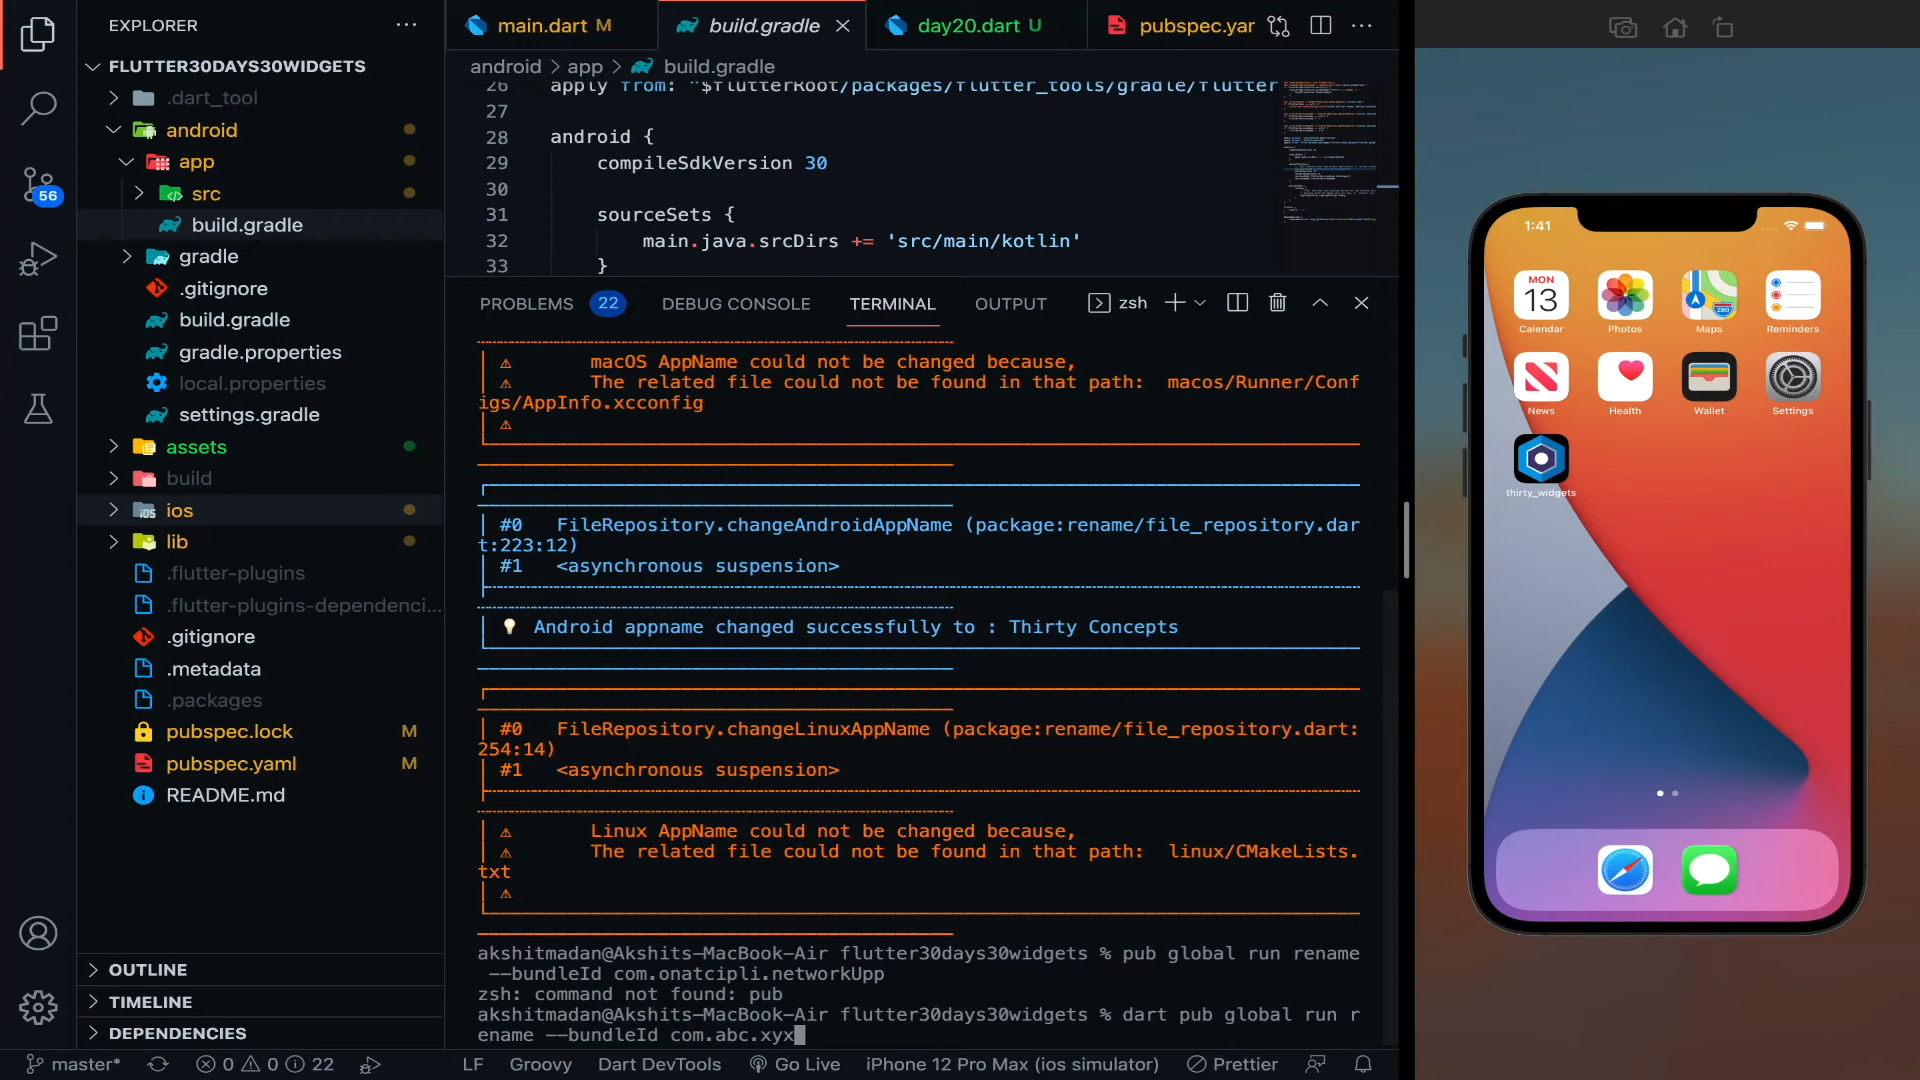 EXPLORER
FLUTTER30DAYS30WIDGETS
.dart_tool
android
app
src
build.gradle
gradle
.gitignore
build.gradle
gradle.properties
local.properties
settings.gradle
assets
build
ios
lib
.flutter-plugins
.flutter-plugins-dependenci...
.gitignore
.metadata
.packages
pubspec.lock M
pubspec.yaml M
README.md
OUTLINE
TIMELINE
DEPENDENCIES
56
main.dart M
build.gradle
day20.dart U
pubspec.yar
android > app > build.gradle
26 apply from: "$flutterRoot/packages/flutter_tools/gradle/flutter
27
28 android {
29 compileSdkVersion 30
30
31 sourceSets {
32 main.java.srcDirs += 'src/main/kotlin'
33 }
PROBLEMS 22 DEBUG CONSOLE TERMINAL OUTPUT zsh
macOS AppName could not be changed because,
The related file could not be found in that path: macos/Runner/Conf
igs/AppInfo.xcconfig
#0 FileRepository.changeAndroidAppName (package:rename/file_repository.dar
t:223:12)
#1 <asynchronous suspension>
Android appname changed successfully to : Thirty Concepts
#0 FileRepository.changeLinuxAppName (package:rename/file_repository.dart:
254:14)
#1 <asynchronous suspension>
Linux AppName could not be changed because,
The related file could not be found in that path: linux/CMakeLists.
txt
akshitmadan@Akshits-MacBook-Air flutter30days30widgets % pub global run rename
--bundleId com.onatcipli.networkUpp
zsh: command not found: pub
akshitmadan@Akshits-MacBook-Air flutter30days30widgets % dart pub global run r
ename --bundleId com.abc.xyx
master* 0 0 22
LF Groovy Dart DevTools Go Live iPhone 12 Pro Max (ios simulator) Prettier
1:41
MON
13
280
Calendar Photos Maps Reminders
News Health Wallet Settings
thirty_widgets